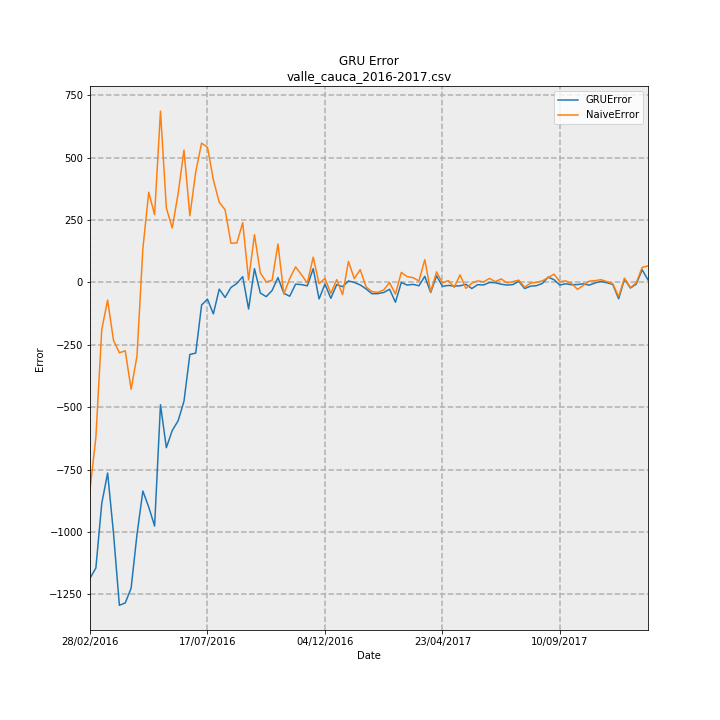 GRU Error
valle_cauca_2016-2017.csv
GRUError
NaiveError
750
500
250
0
−250
−500
−750
−1000
−1250
Error
28/02/2016
17/07/2016
04/12/2016
23/04/2017
10/09/2017
Date